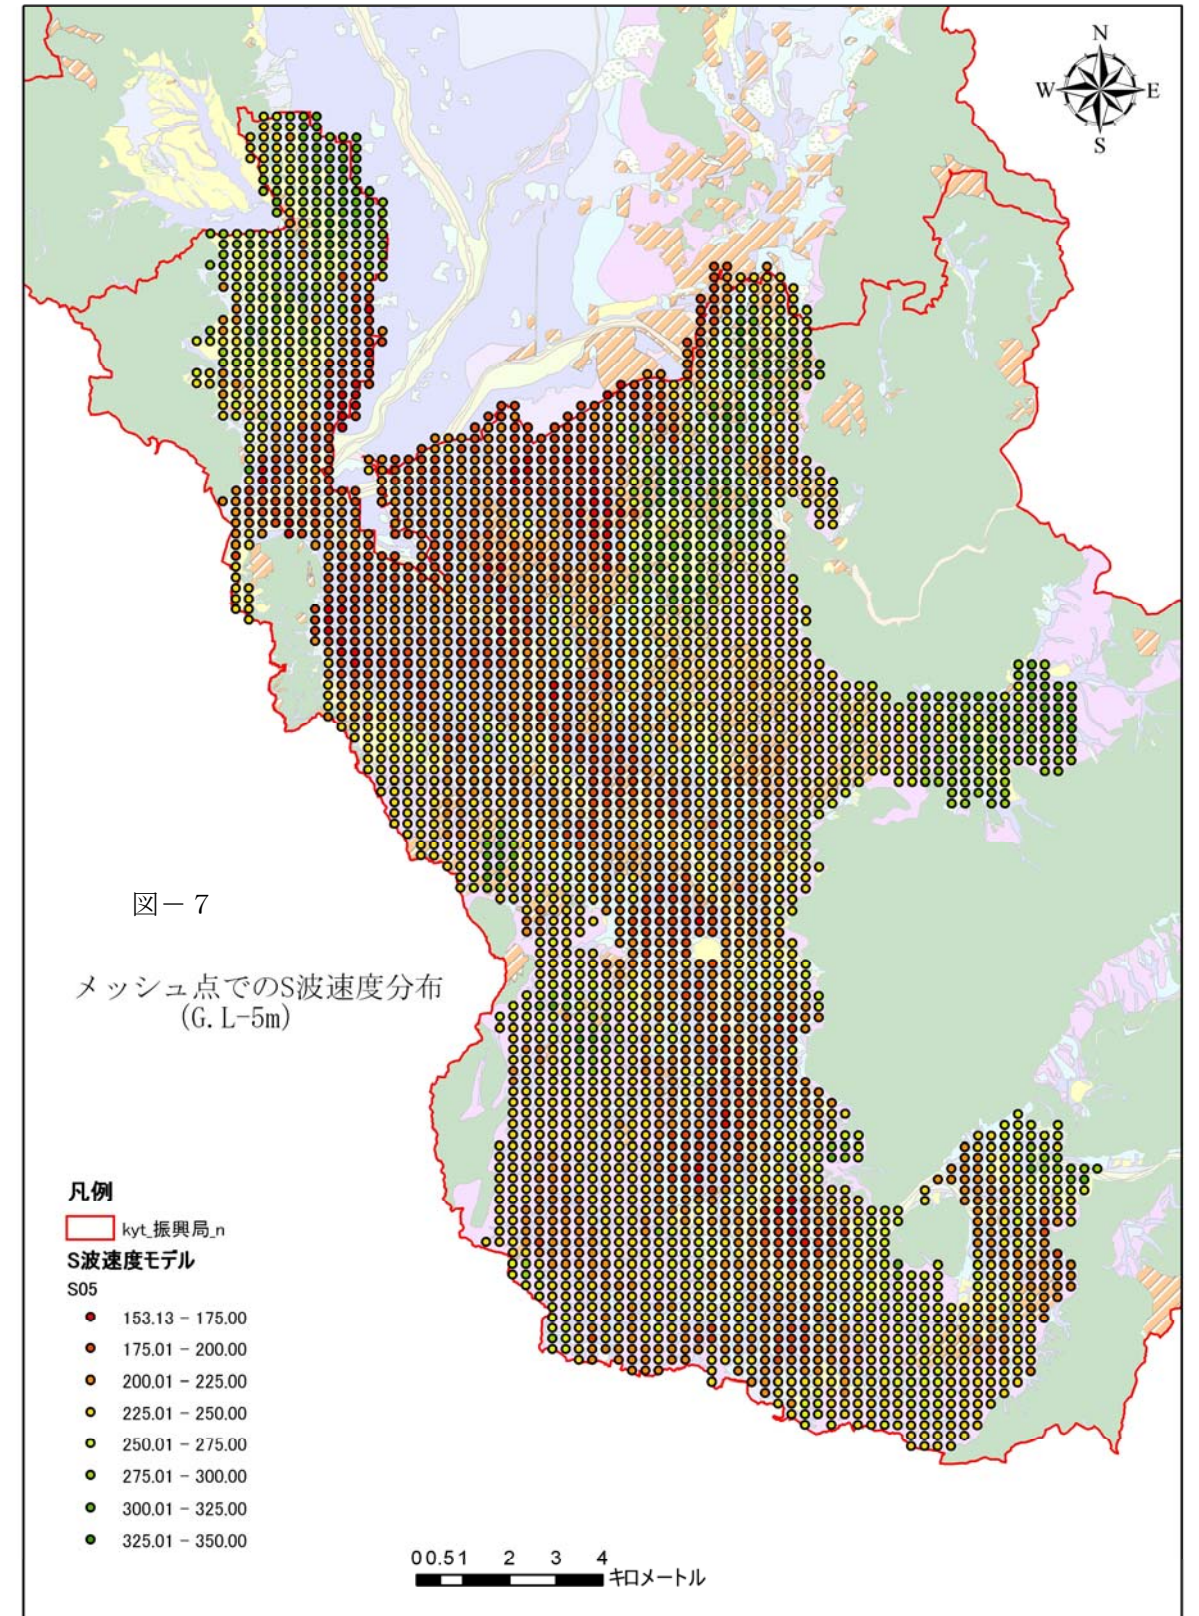 N
W
E
S
図－７
メッシュ点でのS波速度分布
(G.L-5m)
凡例
kyt_振興局_n
S波速度モデル
S05
153.13 - 175.00
175.01 - 200.00
200.01 - 225.00
225.01 - 250.00
250.01 - 275.00
275.01 - 300.00
300.01 - 325.00
325.01 - 350.00
0 0.5 1 2 3 4
キロメートル